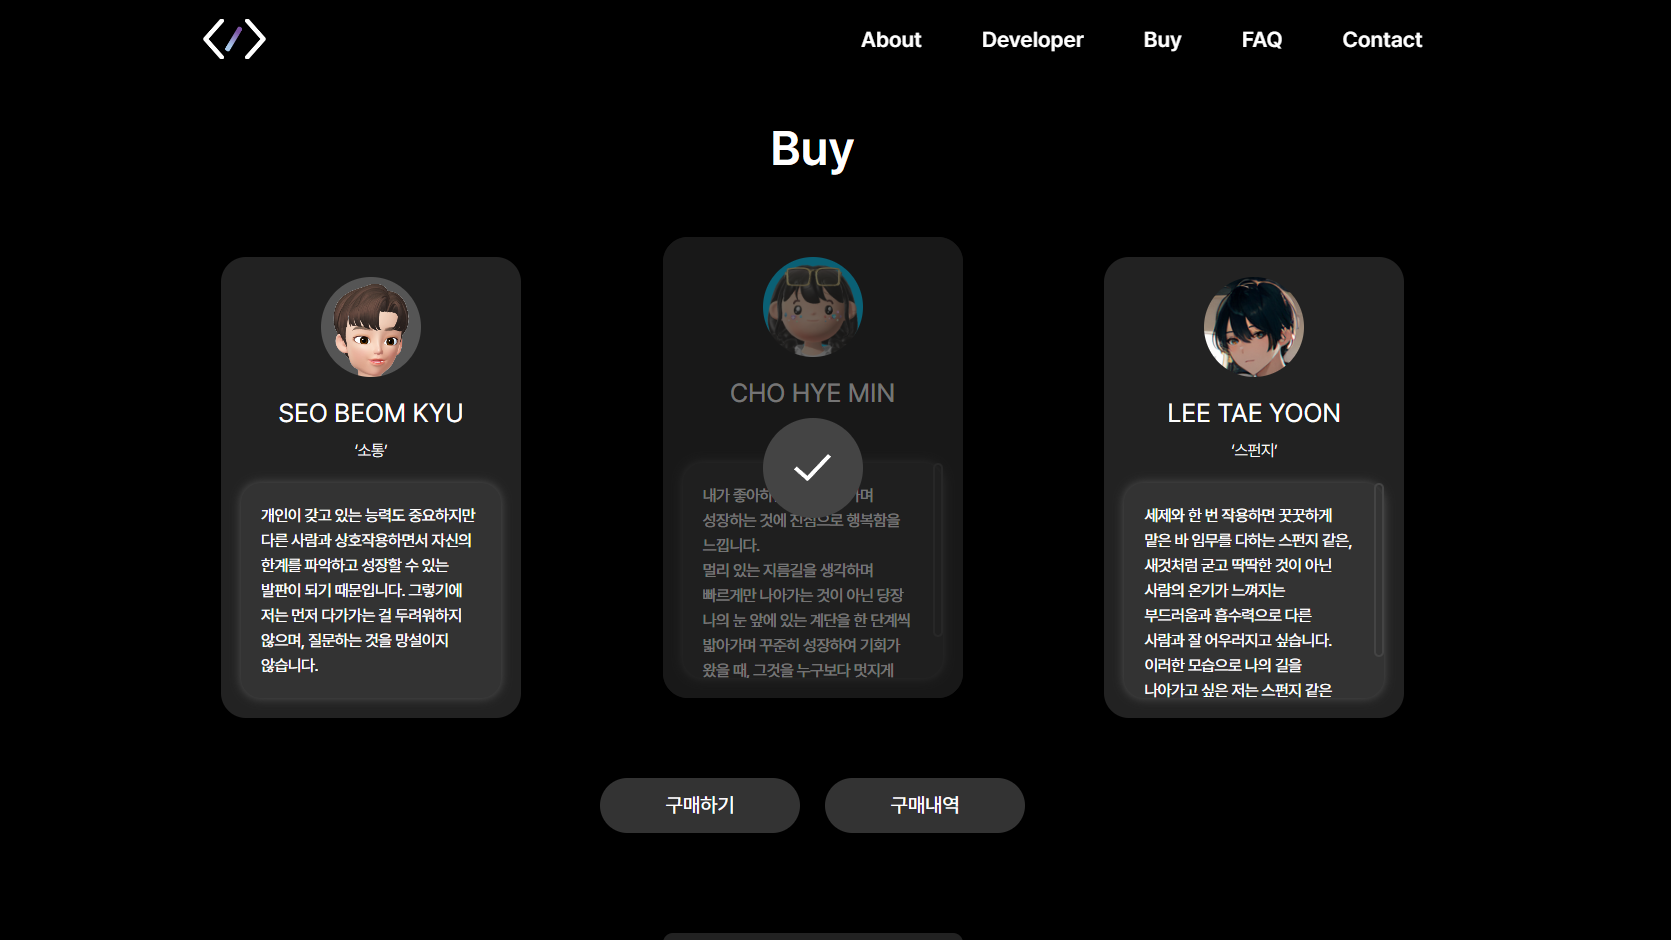 </>
About
Developer
Buy
FAQ
Contact
Buy
SEO BEOM KYU
‘소통’
개인이 갖고 있는 능력도 중요하지만
다른 사람과 상호작용하면서 자신의
한계를 파악하고 성장할 수 있는
발판이 되기 때문입니다. 그렇기에
저는 먼저 다가가는 걸 두려워하지
않으며, 질문하는 것을 망설이지
않습니다.
CHO HYE MIN
내가 좋아하
가며
성장하는 것에 진심으로 행복함을
느낍니다.
멀리 있는 지름길을 생각하며
빠르게만 나아가는 것이 아닌 당장
나의 눈 앞에 있는 계단을 한 단계씩
밟아가며 꾸준히 성장하여 기회가
왔을 때, 그것을 누구보다 멋지게
LEE TAE YOON
‘스펀지’
세제와 한 번 작용하면 꿋꿋하게
맡은 바 임무를 다하는 스펀지 같은,
새것처럼 굳고 딱딱한 것이 아닌
사람의 온기가 느껴지는
부드러움과 흡수력으로 다른
사람과 잘 어우러지고 싶습니다.
이러한 모습으로 나의 길을
나아가고 싶은 저는 스펀지 같은
구매하기
구매내역